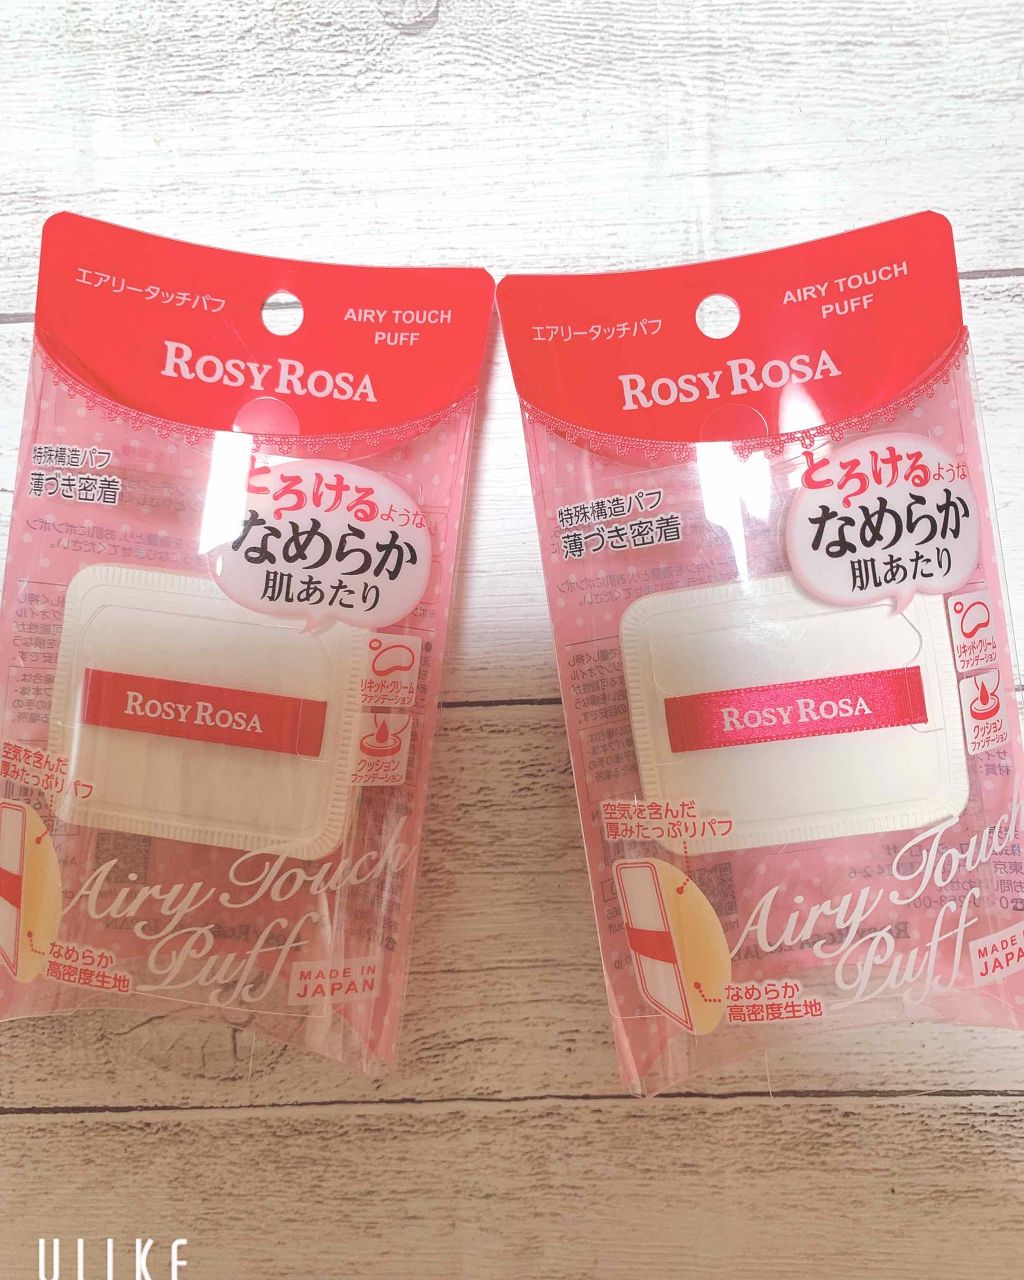 エアリータッチパフ
AIRY TOUCH
PUFF
ROSY ROSA
特殊構造パフ
薄づき密着
とろけるような
なめらか
肌あたり
ROSY ROSA
リキッド・クリーム
ファンデーション
クッション
ファンデーション
空気を含んだ
厚みたっぷりパフ
Airy Touch
Puff
なめらか
高密度生地
MADE IN
JAPAN
エアリータッチパフ
AIRY TOUCH
PUFF
ROSY ROSA
特殊構造パフ
薄づき密着
とろけるような
なめらか
肌あたり
ROSY ROSA
リキッド・クリーム
ファンデーション
クッション
ファンデーション
空気を含んだ
厚みたっぷりパフ
Airy Touch
Puff
なめらか
高密度生地
MADE IN
JAPAN
ULIKE